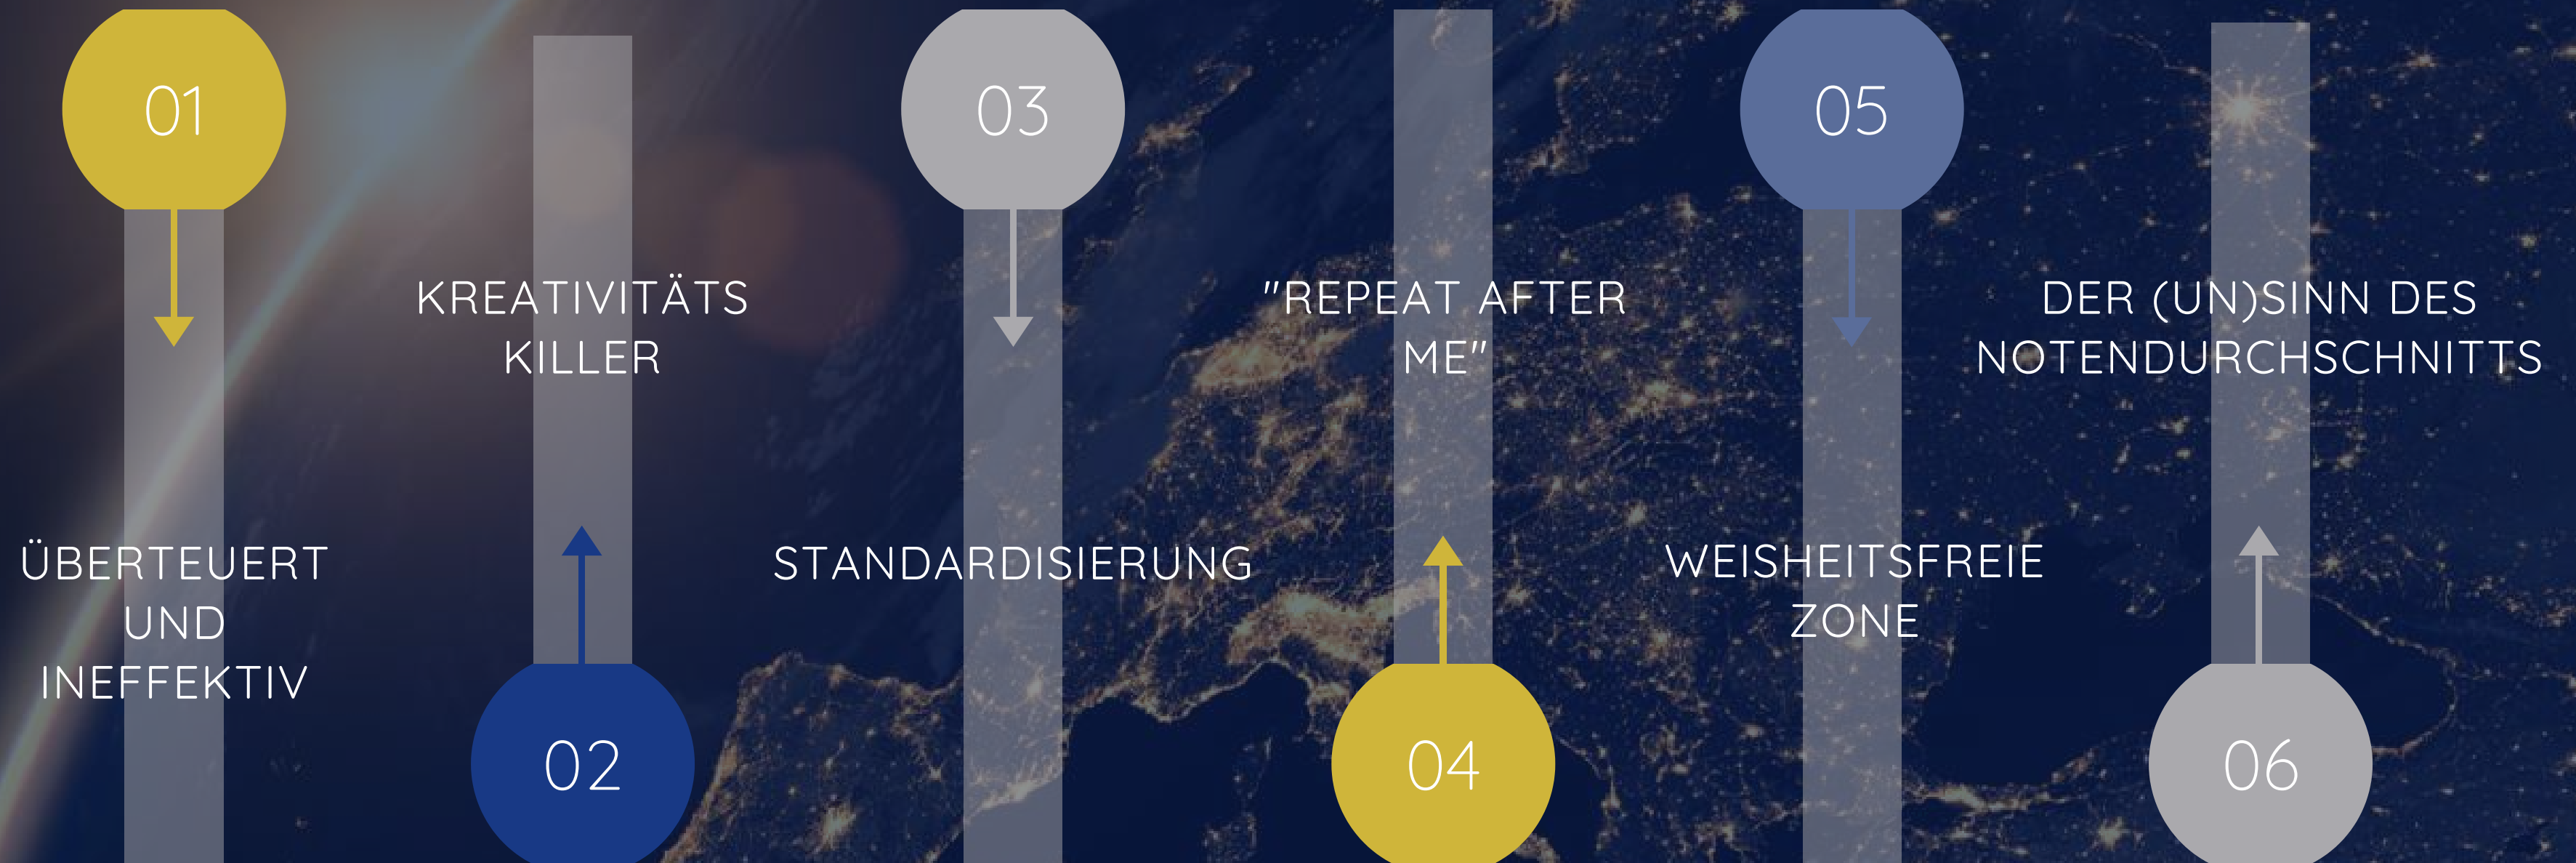 01
ÜBERTEUERT
UND
INEFFEKTIV
KREATIVITÄTS
KILLER
02
03
STANDARDISIERUNG
"REPEAT AFTER
ME"
04
05
WEISHEITSFREIE
ZONE
DER (UN)SINN DES
NOTENDURCHSCHNITTS
06